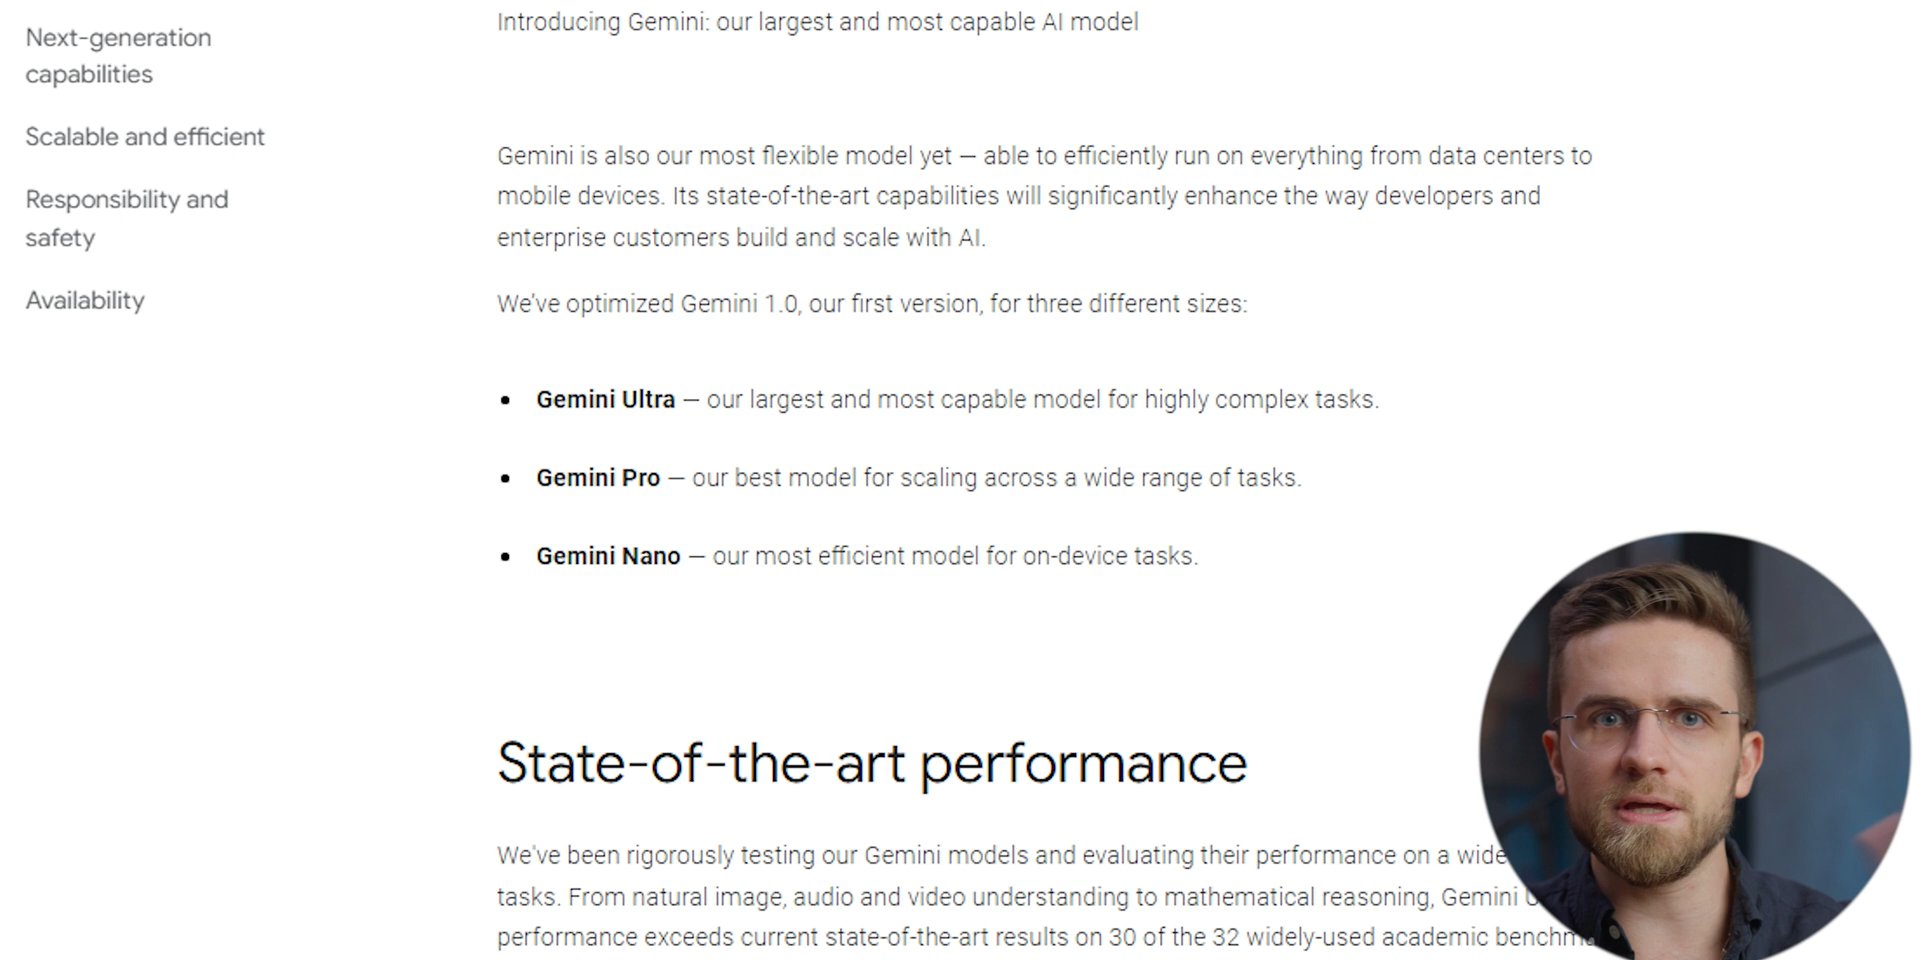 Next-generation
capabilities
Scalable and efficient
Responsibility and
safety
Availability
Introducing Gemini: our largest and most capable AI model
Gemini is also our most flexible model yet — able to efficiently run on everything from data centers to
mobile devices. Its state-of-the-art capabilities will significantly enhance the way developers and
enterprise customers build and scale with AI.
We've optimized Gemini 1.0, our first version, for three different sizes:
• Gemini Ultra — our largest and most capable model for highly complex tasks.
• Gemini Pro — our best model for scaling across a wide range of tasks.
• Gemini Nano — our most efficient model for on-device tasks.
State-of-the-art performance
We've been rigorously testing our Gemini models and evaluating their performance on a wide
tasks. From natural image, audio and video understanding to mathematical reasoning, Gemini
performance exceeds current state-of-the-art results on 30 of the 32 widely-used academic